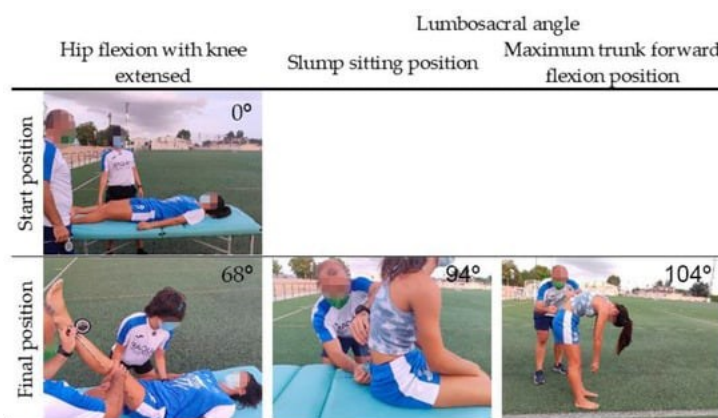 Lumbosacral angle
Hip flexion with knee
extensed
Slump sitting position
Maximum trunk forward
flexion position
Start position
0°
Final position
68°
94°
104°